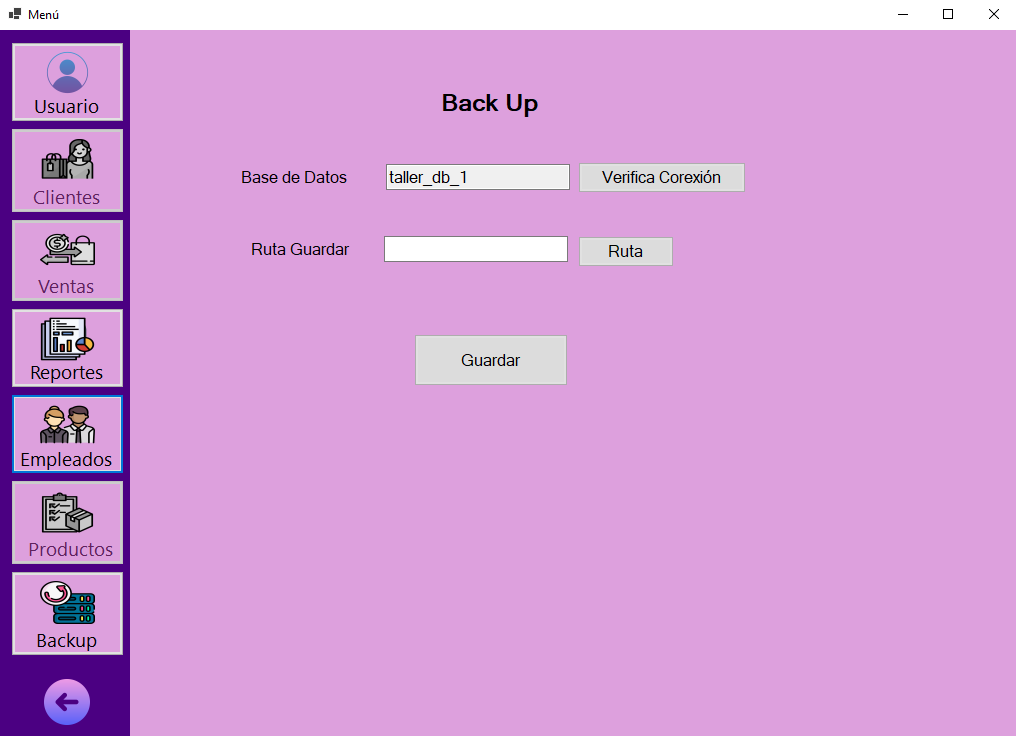 Menú
Usuario
Clientes
Ventas
Reportes
Empleados
Productos
Backup
Back Up
Base de Datos
taller_db_1
Verifica Corexión
Ruta Guardar
Ruta
Guardar